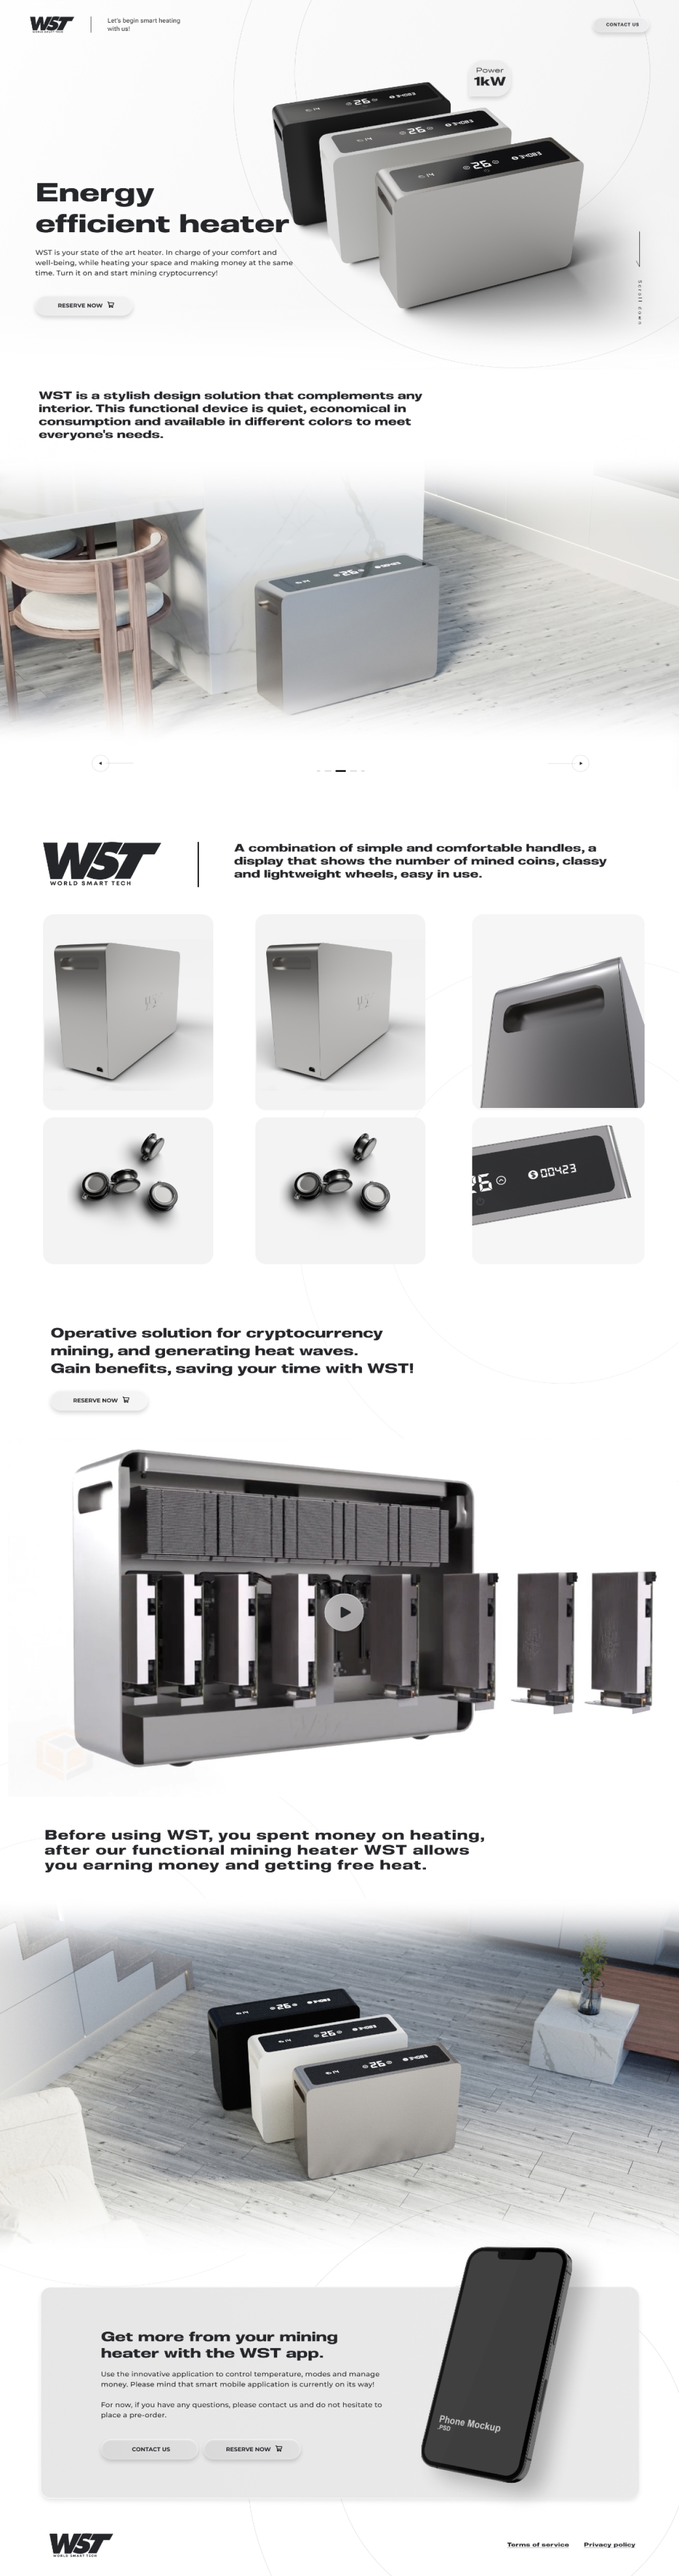 WST
WORLD SMART TECH
Let's begin smart heating
with us!
CONTACT US
Power
1kW
26
Energy
efficient heater
WST is your state of the art heater. In charge of your comfort and
well-being, while heating your space and making money at the same
time. Turn it on and start mining cryptocurrency!
RESERVE NOW
Scroll down
WST is a stylish design solution that complements any
interior. This functional device is quiet, economical in
consumption and available in different colors to meet
everyone's needs.
26
WST
WORLD SMART TECH
A combination of simple and comfortable handles, a
display that shows the number of mined coins, classy
and lightweight wheels, easy in use.
26
$ 000423
Operative solution for cryptocurrency
mining, and generating heat waves.
Gain benefits, saving your time with WST!
RESERVE NOW
Before using WST, you spent money on heating,
after our functional mining heater WST allows
you earning money and getting free heat.
26
26
26
Get more from your mining
heater with the WST app.
Use the innovative application to control temperature, modes and manage
money. Please mind that smart mobile application is currently on its way!
For now, if you have any questions, please contact us and do not hesitate to
place a pre-order.
CONTACT US
RESERVE NOW
Phone Mockup
.PSD
WST
WORLD SMART TECH
Terms of service
Privacy policy